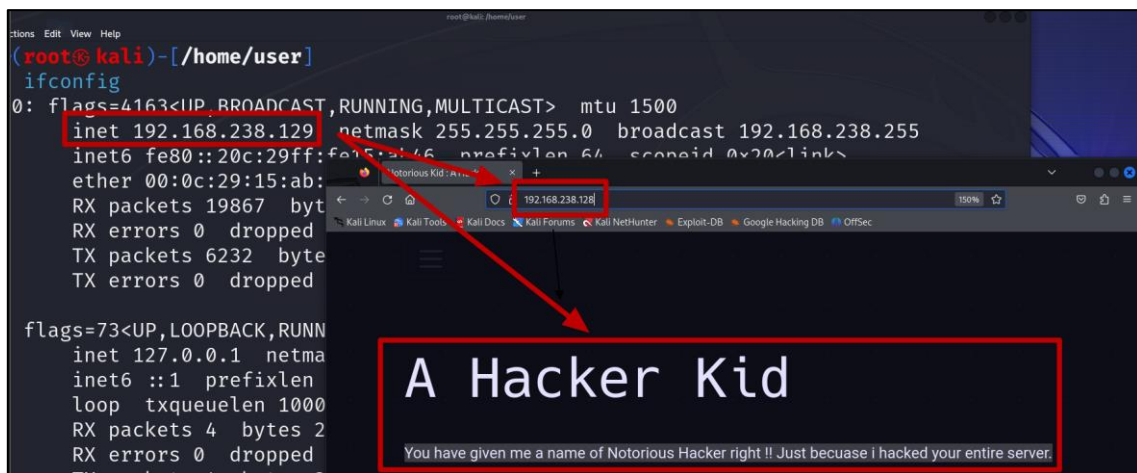 root@kali: /home/user
ctions Edit View Help
(root㉿kali)-[/home/user]
ifconfig
0: flags=4163<UP,BROADCAST,RUNNING,MULTICAST> mtu 1500
inet 192.168.238.129 netmask 255.255.255.0 broadcast 192.168.238.255
inet6 fe80::20c:29ff:fe15:ab46 prefixlen 64 scopeid 0x20<link>
ether 00:0c:29:15:ab:
RX packets 19867 byt
RX errors 0 dropped
TX packets 6232 byte
TX errors 0 dropped
flags=73<UP,LOOPBACK,RUNN
inet 127.0.0.1 netma
inet6 ::1 prefixlen
loop txqueuelen 1000
RX packets 4 bytes 2
RX errors 0 dropped
Notorious Kid : A
192.168.238.128
150%
Kali Linux Kali Tools Kali Docs Kali Forums Kali NetHunter Exploit-DB Google Hacking DB OffSec
A Hacker Kid
You have given me a name of Notorious Hacker right !! Just becuase i hacked your entire server.